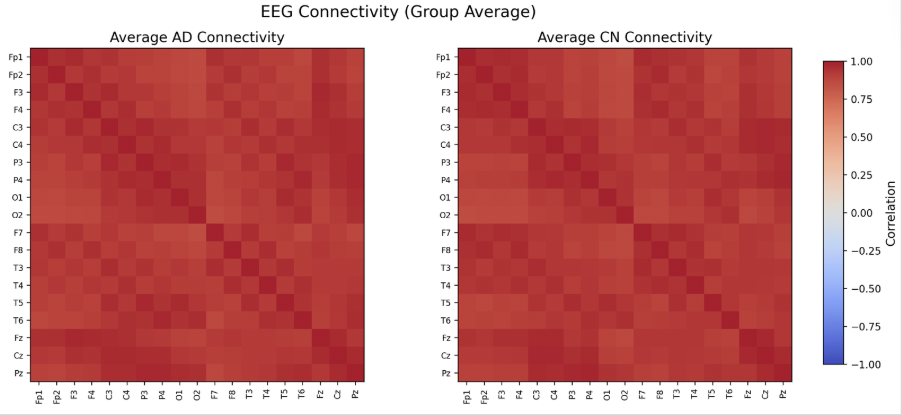 EEG Connectivity (Group Average)
Average AD Connectivity
Fp1
Fp2
F3
F4
C3
C4
P3
P4
O1
O2
F7
F8
T3
T4
T5
T6
Fz
Cz
Pz
Fp1 Fp2 F3 F4 C3 C4 P3 P4 O1 O2 F7 F8 T3 T4 T5 T6 Fz Cz Pz
Average CN Connectivity
Fp1
Fp2
F3
F4
C3
C4
P3
P4
O1
O2
F7
F8
T3
T4
T5
T6
Fz
Cz
Pz
Fp1 Fp2 F3 F4 C3 C4 P3 P4 O1 O2 F7 F8 T3 T4 T5 T6 Fz Cz Pz
1.00
0.75
0.50
0.25
0.00
−0.25
−0.50
−0.75
−1.00
Correlation